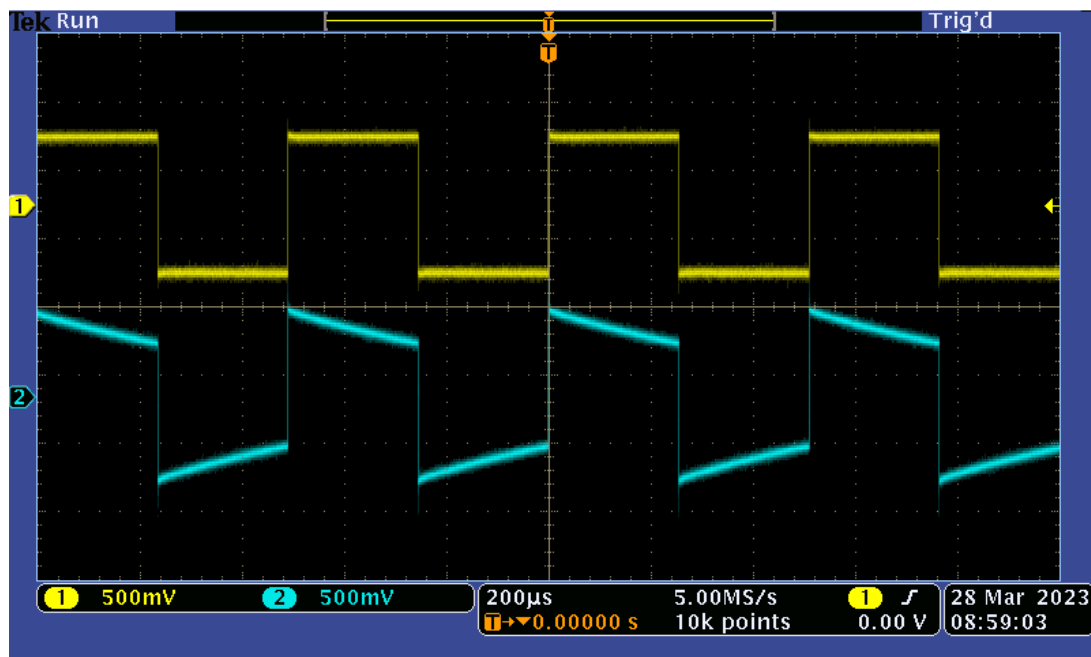 Tek Run Trig'd
T
T
1
2
1 500mV 2 500mV 200µs 5.00MS/s 1 28 Mar 2023
T→▼0.00000 s 10k points 0.00 V 08:59:03